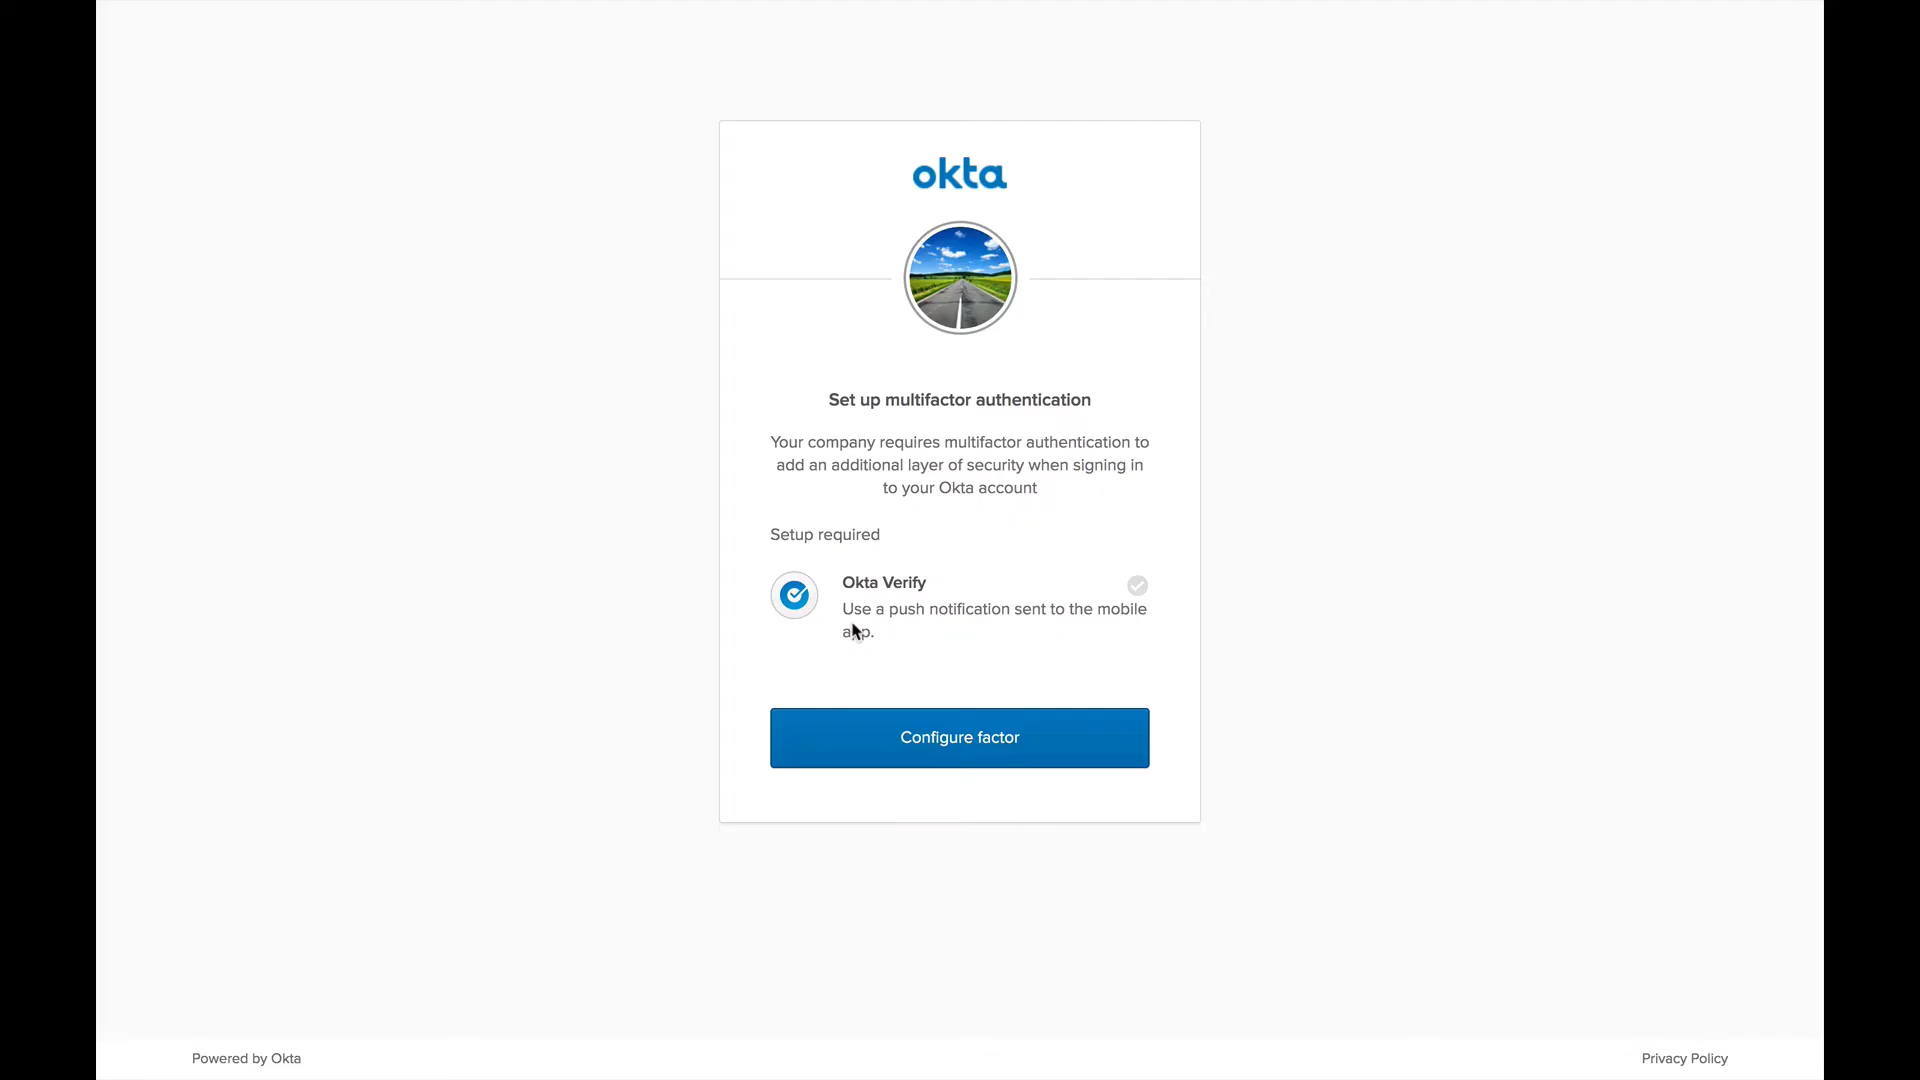 okta
Set up multifactor authentication
Your company requires multifactor authentication to
add an additional layer of security when signing in
to your Okta account
Setup required
Okta Verify
Use a push notification sent to the mobile
app.
Configure factor
Powered by Okta
Privacy Policy